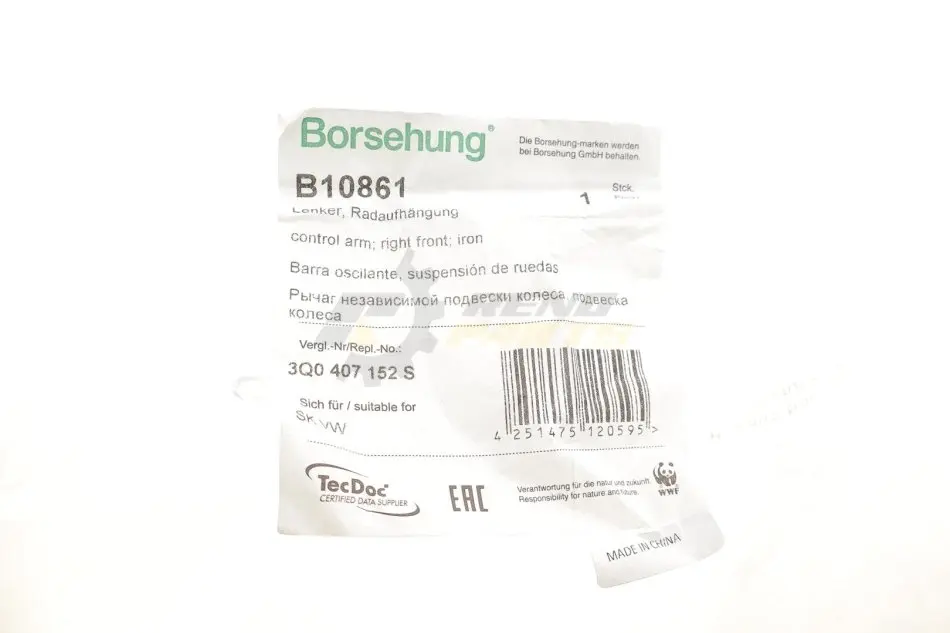 Borsehung®
Die Borsehung-marken werden
bei Borsehung GmbH behalten.
B10861
1
Stck.
Lenker, Radaufhängung
control arm; right front; iron
Barra oscilante, suspensión de ruedas
Рычаг независимой подвески колеса, подвеска
колеса
Vergl.-Nr/Repl.-No.:
3Q0 407 152 S
Sich für / suitable for
SK,VW
4 251475 120595 >
TecDoc®
CERTIFIED DATA SUPPLIER
EAC
Verantwortung für die natur und zukunft
Responsibility for nature and future.
WWF
MADE IN CHINA